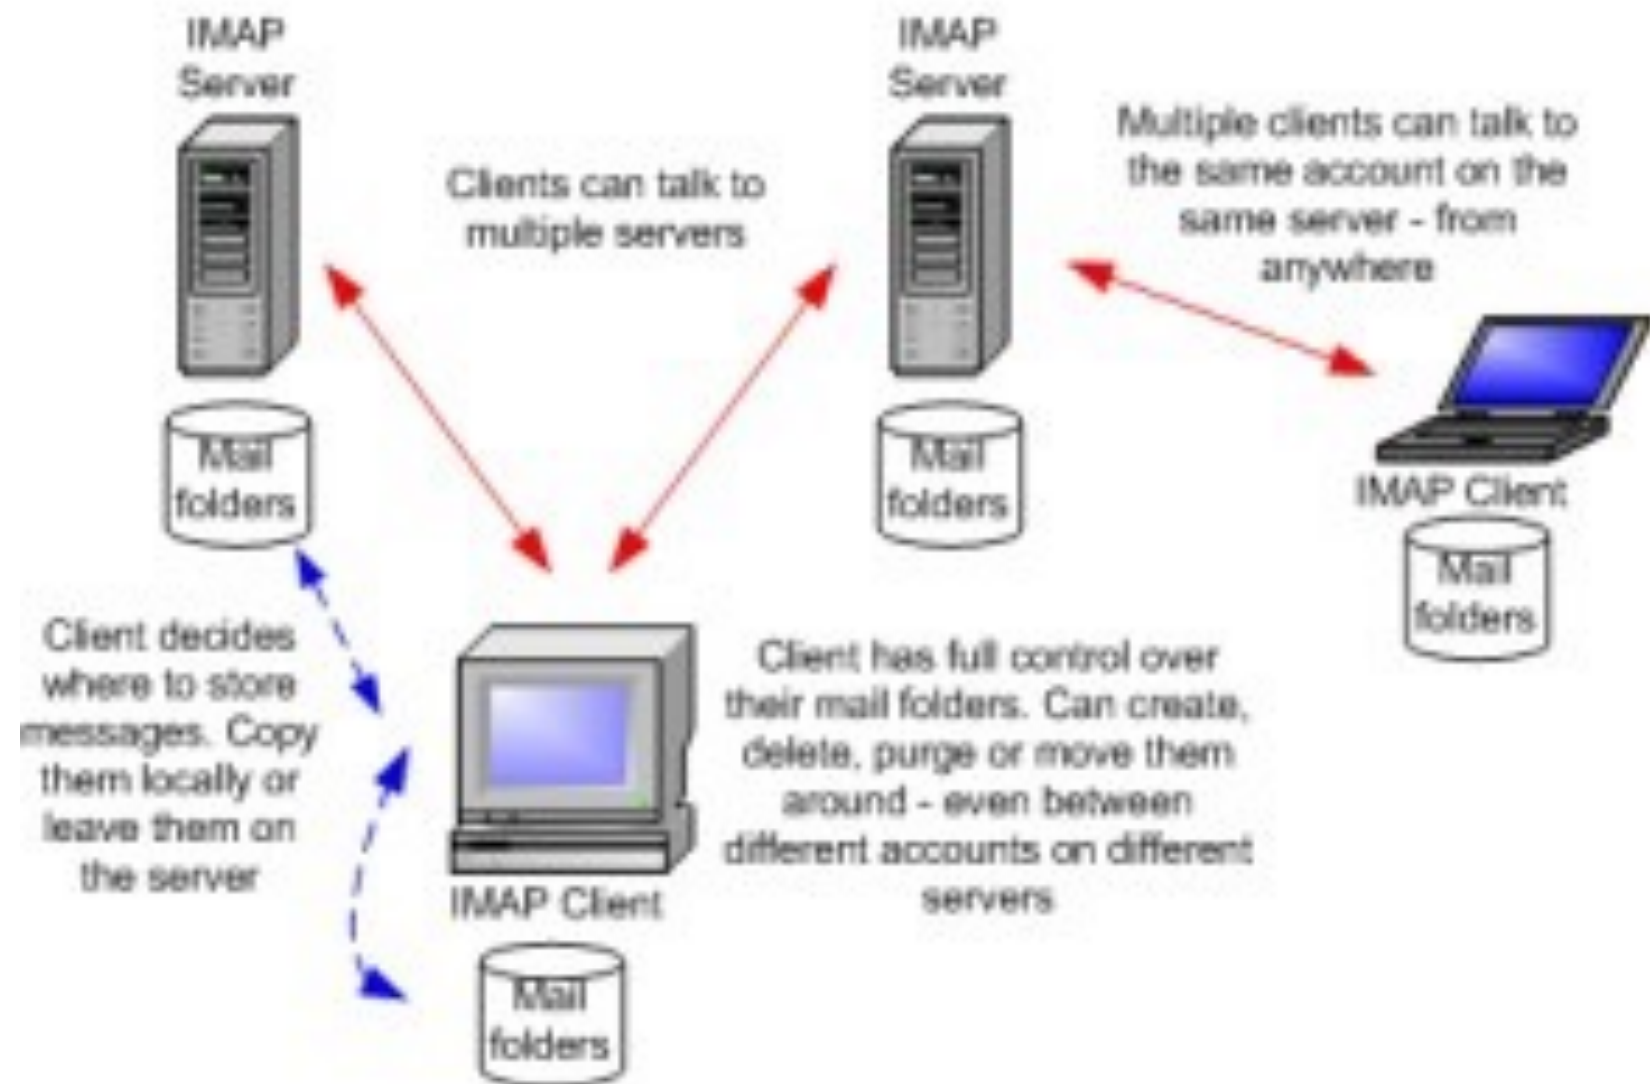 IMAP
Server
IMAP
Server
Clients can talk to
multiple servers
Multiple clients can talk to
the same account on the
same server - from
anywhere
Mail
folders
Mail
folders
IMAP Client
Mail
folders
Client decides
where to store
messages. Copy
them locally or
leave them on
the server
Client has full control over
their mail folders. Can create,
delete, purge or move them
around - even between
different accounts on different
servers
IMAP Client
Mail
folders